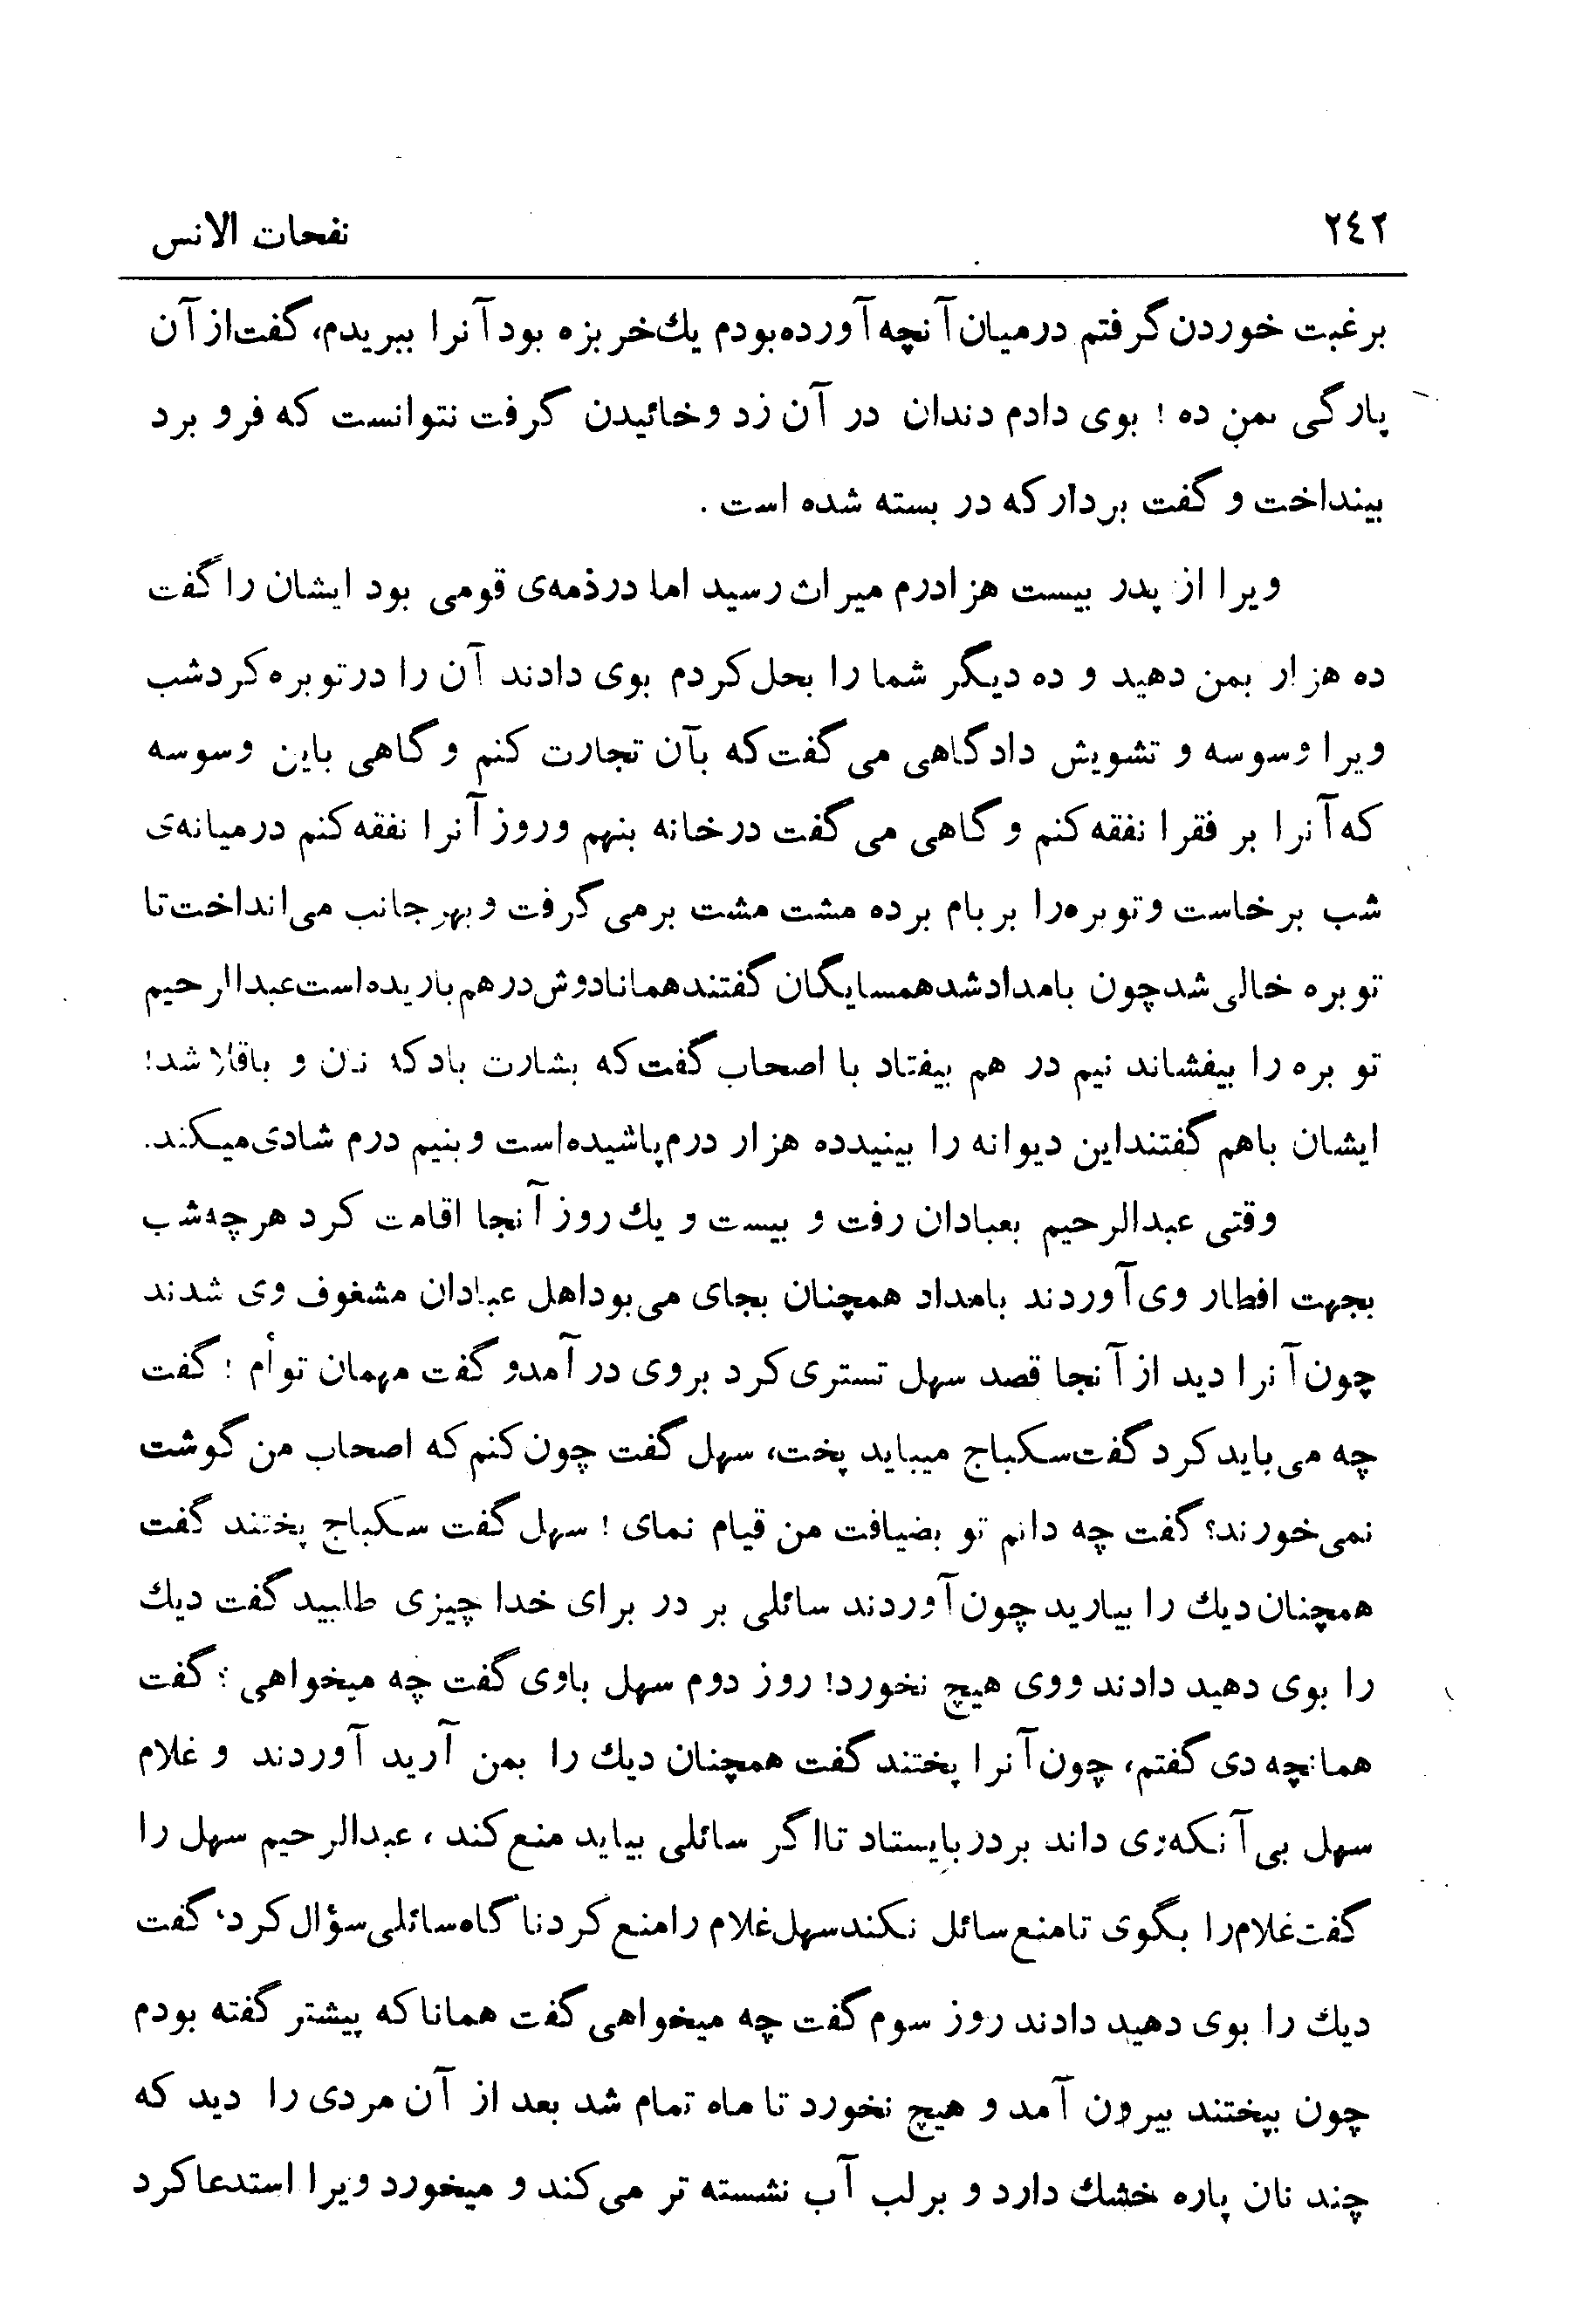 ۲٤۲ نفحات الانس
برغبت خوردن گرفتم درمیان آنچه آورده بودم یك خربزه بود آنرا ببریدم، گفت از آن
پارگی بمن ده ! بوی دادم دندان در آن زد وخائیدن گرفت نتوانست که فرو برد
بینداخت و گفت بردار که در بسته شده است .
ویرا از پدر بیست هزادرم میراث رسید اما درذمه‌ی قومی بود ایشان را گفت
ده هزار بمن دهید و ده دیگر شما را بحل کردم بوی دادند آن را درتوبره کردشب
ویرا وسوسه و تشویش دادگاهی می گفت که بآن تجارت کنم و گاهی باین وسوسه
که آنرا بر فقرا نفقه کنم و گاهی می گفت درخانه بنهم وروز آنرا نفقه کنم درمیانه‌ی
شب برخاست وتوبره‌را بربام برده مشت مشت برمی گرفت وبهرجانب می‌انداخت تا
توبره خالی شدچون بامدادشدهمسایگان گفتندهمانادوش درهم باریده‌است عبداالرحیم
تو بره را بیفشاند نیم در هم بیفتاد با اصحاب گفت که بشارت بادکه نان و باقالا شد!
ایشان باهم گفتنداین دیوانه را بینیدده هزار درم پاشیده‌است وبنیم درم شادی میکند.
وقتی عبدالرحیم بعبادان رفت و بیست و یك روز آنجا اقامت کرد هرچه‌شب
بجهت افطار وی آوردند بامداد همچنان بجای می بوداهل عبادان مشغوف وی شدند
چون آنرا دید از آنجا قصد سهل تستری کرد بروی در آمدو گفت مهمان توأم ! گفت
چه می باید کرد گفت سکباج میباید پخت، سهل گفت چون کنم که اصحاب من گوشت
نمی خورند؟ گفت چه دانم تو بضیافت من قیام نمای ! سهل گفت سکباج پختند گفت
همچنان دیك را بیارید چون آوردند سائلی بر در برای خدا چیزی طلبید گفت دیك
را بوی دهید دادند ووی هیچ نخورد! روز دوم سهل باوی گفت چه میخواهی ؟ گفت
همانچه دی گفتم، چون آنرا پختند گفت همچنان دیك را بمن آرید آوردند و غلام
سهل بی آنکه‌وی داند بردر بایستاد تااگر سائلی بیاید منع کند ، عبدالرحیم سهل را
گفت غلام‌را بگوی تامنع سائل نکندسهل غلام رامنع کردناگاه سائلی سؤال کرد، گفت
دیك را بوی دهید دادند روز سوم گفت چه میخواهی گفت همانا که پیشتر گفته بودم
چون بپختند بیرون آمد و هیچ نخورد تا ماه تمام شد بعد از آن مردی را دید که
چند نان پاره خشك دارد و برلب آب نشسته تر می کند و میخورد ویرا استدعاکرد